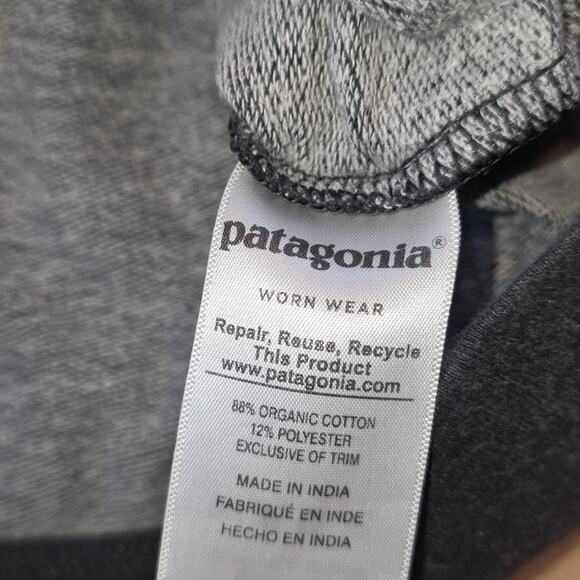 patagonia®
WORN WEAR
Repair, Reuse, Recycle
This Product
www.patagonia.com
88% ORGANIC COTTON
12% POLYESTER
EXCLUSIVE OF TRIM
MADE IN INDIA
FABRIQUÉ EN INDE
HECHO EN INDIA